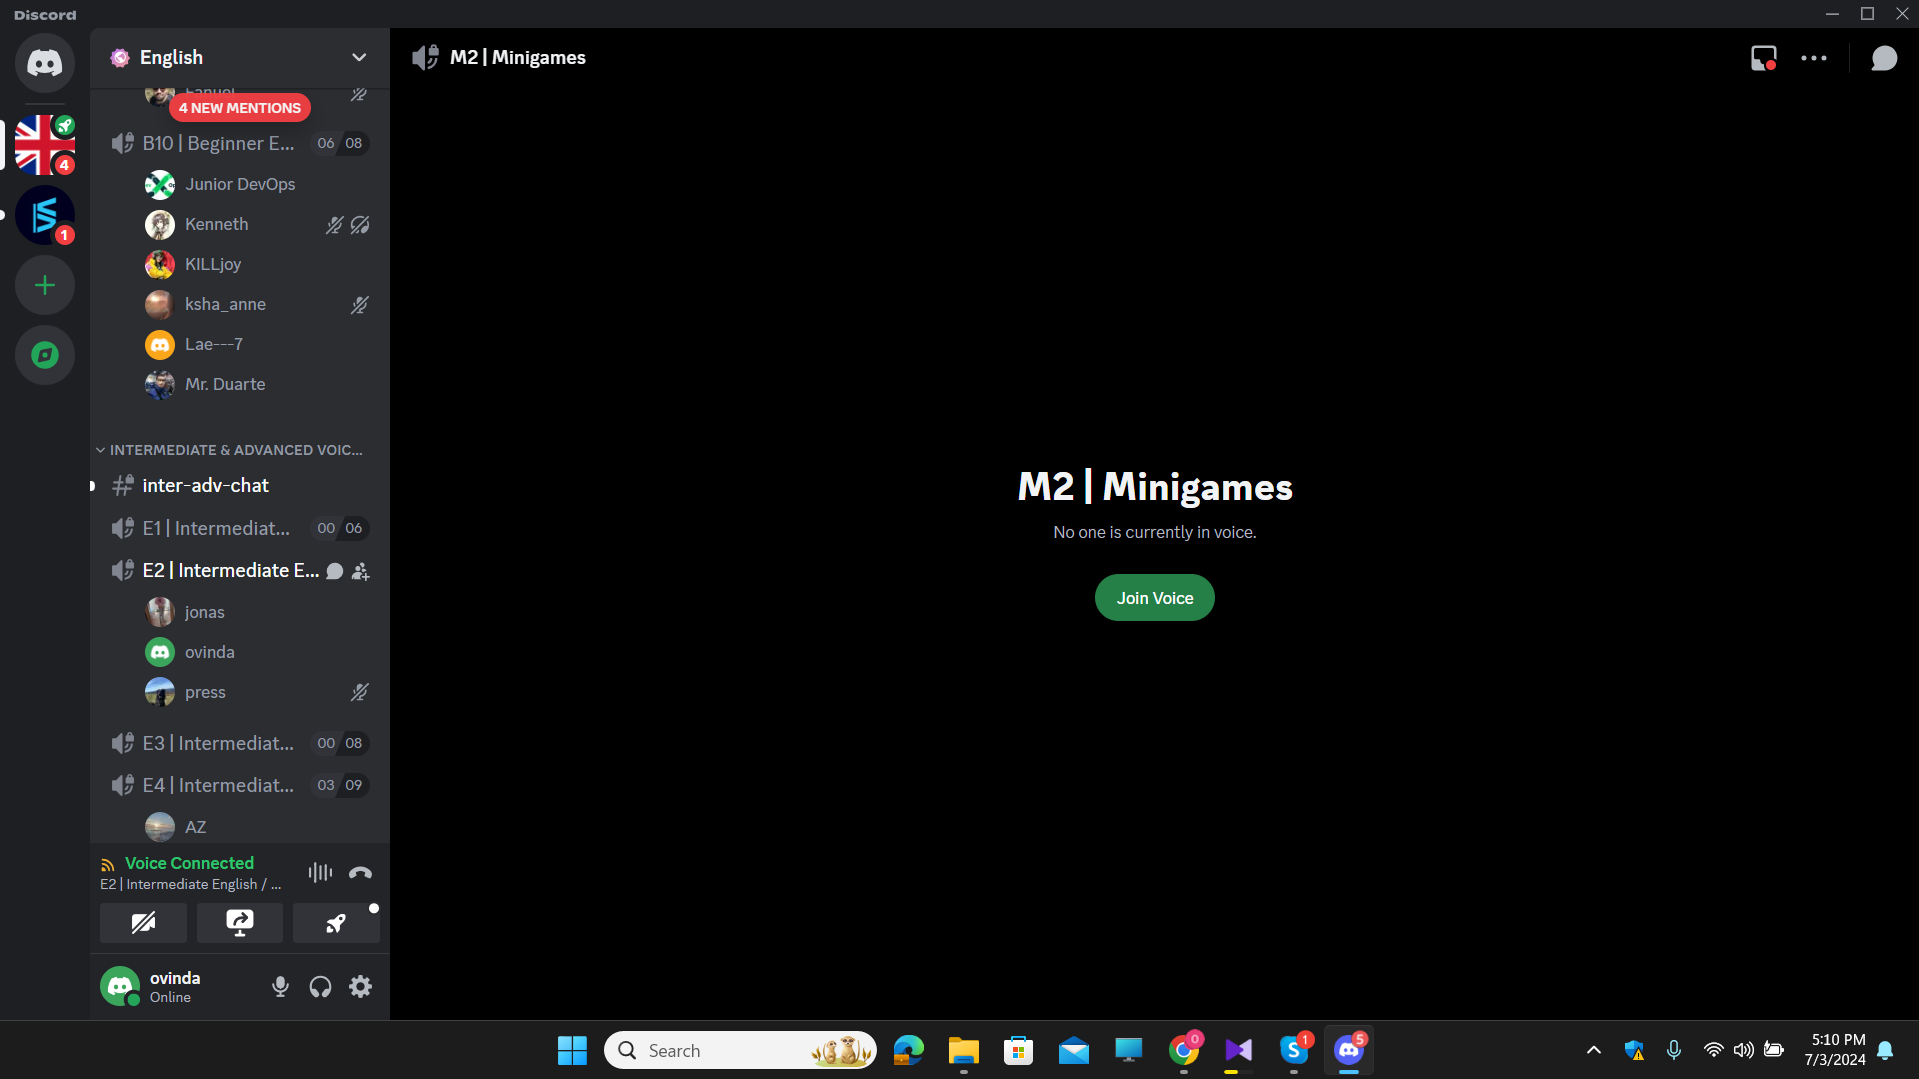 Discord
English
M2 | Minigames
4 NEW MENTIONS
B10 | Beginner E... 06 08
4
Junior DevOps
Kenneth
1
KILLjoy
ksha_anne
Lae---7
Mr. Duarte
INTERMEDIATE & ADVANCED VOIC...
inter-adv-chat
M2 | Minigames
E1 | Intermediat... 00 06
No one is currently in voice.
E2 | Intermediate E...
Join Voice
jonas
ovinda
press
E3 | Intermediat... 00 08
E4 | Intermediat... 03 09
AZ
Voice Connected
E2 | Intermediate English / ...
ovinda
Online
Search
0
S
1
5
5:10 PM
7/3/2024